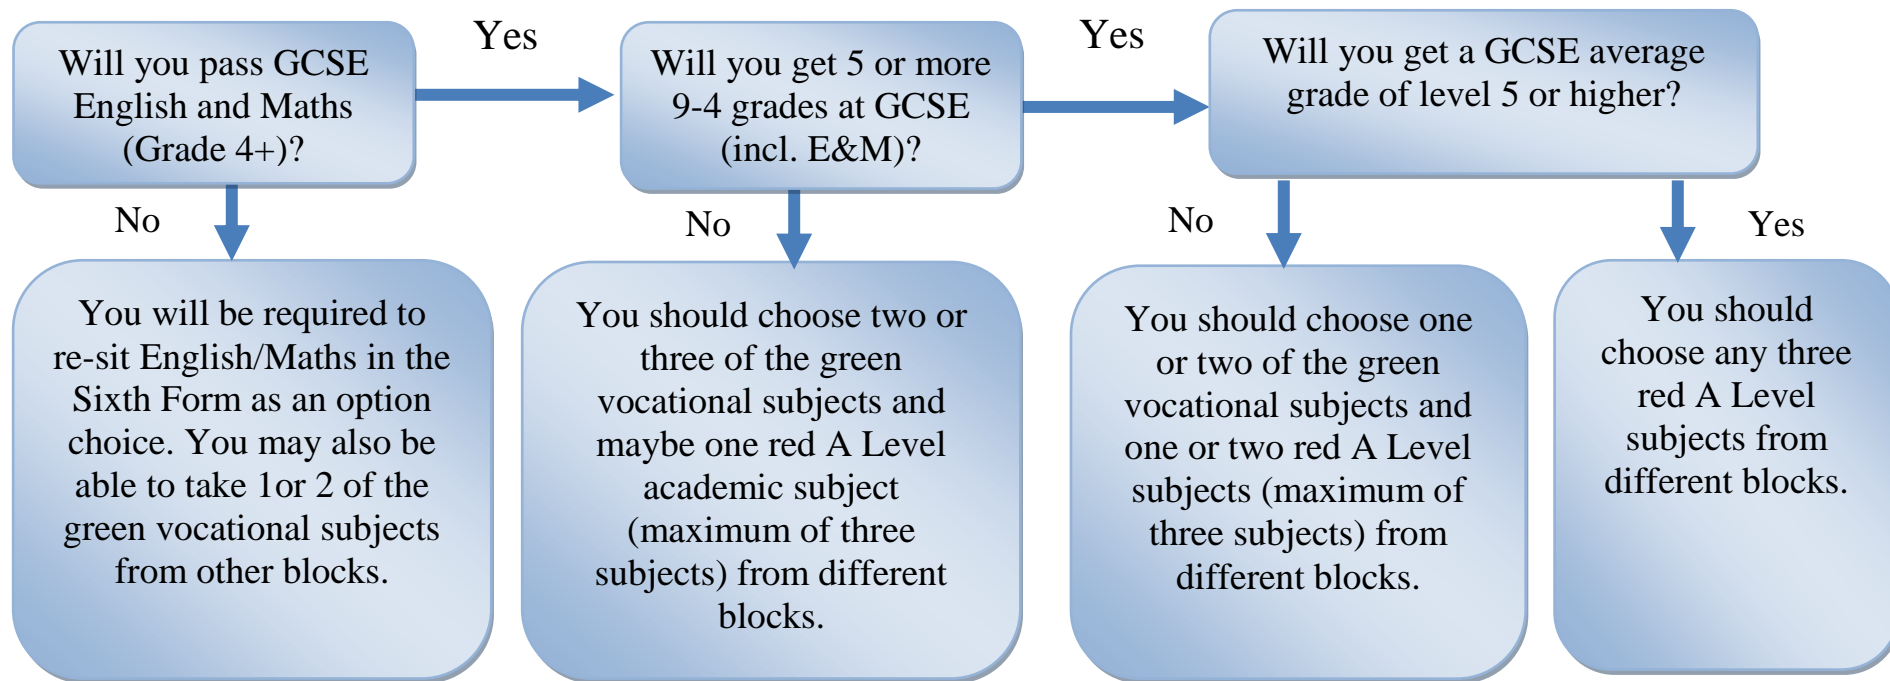 Will you pass GCSE
English and Maths
(Grade 4+)?
Yes
Will you get 5 or more
9-4 grades at GCSE
(incl. E&M)?
Yes
Will you get a GCSE average
grade of level 5 or higher?
No
No
No
Yes
You will be required to
re-sit English/Maths in the
Sixth Form as an option
choice. You may also be
able to take 1or 2 of the
green vocational subjects
from other blocks.
You should choose two or
three of the green
vocational subjects and
maybe one red A Level
academic subject
(maximum of three
subjects) from different
blocks.
You should choose one
or two of the green
vocational subjects and
one or two red A Level
subjects (maximum of
three subjects) from
different blocks.
You should
choose any three
red A Level
subjects from
different blocks.